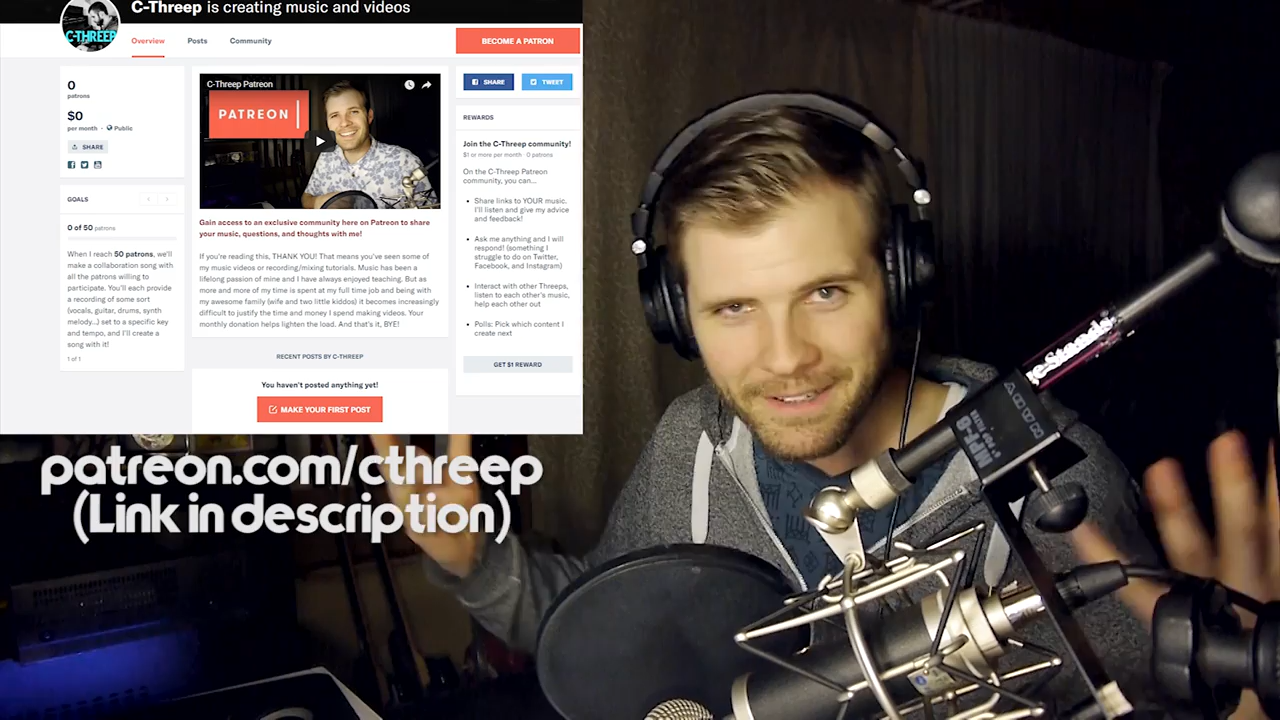 C-Threep is creating music and videos
C-THREEP
Overview
Posts
Community
BECOME A PATRON
0
patrons
$0
per month · Public
SHARE
GOALS
0 of 50 patrons
When I reach 50 patrons, we'll
make a collaboration song with
all the patrons willing to
participate. You'll each provide
a recording of some sort
(vocals, guitar, drums, synth
melody...) set to a specific key
and tempo, and I'll create a
song with it!
1 of 1
C-Threep Patreon
PATREON
Gain access to an exclusive community here on Patreon to share
your music, questions, and thoughts with me!
If you're reading this, THANK YOU! That means you've seen some of
my music videos or recording/mixing tutorials. Music has been a
lifelong passion of mine and I have always enjoyed teaching. But as
more and more of my time is spent at my full time job and being with
my awesome family (wife and two little kiddos) it becomes increasingly
difficult to justify the time and money I spend making videos. Your
monthly donation helps lighten the load. And that's it, BYE!
RECENT POSTS BY C-THREEP
You haven't posted anything yet!
MAKE YOUR FIRST POST
SHARE
TWEET
REWARDS
Join the C-Threep community!
$1 or more per month · 0 patrons
On the C-Threep Patreon
community, you can...
• Share links to YOUR music.
I'll listen and give my advice
and feedback!
• Ask me anything and I will
respond! (something I
struggle to do on Twitter,
Facebook, and Instagram)
• Interact with other Threeps,
listen to each other's music,
help each other out
• Polls: Pick which content I
create next
GET $1 REWARD
patreon.com/cthreep
(Link in description)
-Stands
MPF-8
Pop Filter